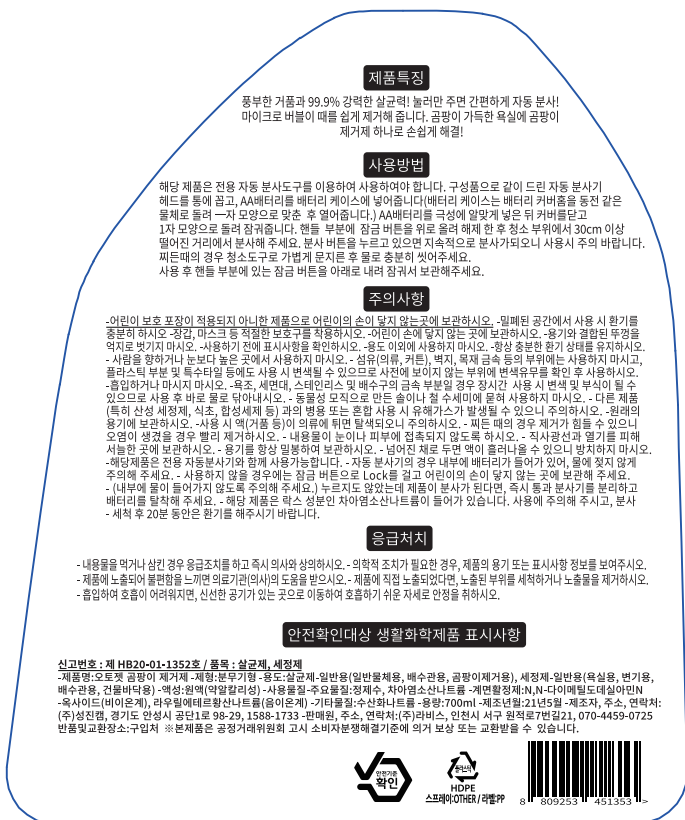 제품특징
풍부한 거품과 99.9% 강력한 살균력! 눌러만 주면 간편하게 자동 분사!
마이크로 버블이 때를 쉽게 제거해 줍니다. 곰팡이 가득한 욕실에 곰팡이
제거제 하나로 손쉽게 해결!
사용방법
해당 제품은 전용 자동 분사도구를 이용하여 사용하여야 합니다. 구성품으로 같이 드린 자동 분사기
헤드를 통에 꼽고, AA배터리를 배터리 케이스에 넣어줍니다(배터리 케이스는 배터리 커버홈을 동전 같은
물체로 돌려 ㅡ자 모양으로 맞춘 후 열어줍니다.) AA배터리를 극성에 알맞게 넣은 뒤 커버를닫고
1자 모양으로 돌려 잠궈줍니다. 핸들 부분에 잠금 버튼을 위로 올려 해제 한 후 청소 부위에서 30cm 이상
떨어진 거리에서 분사해 주세요. 분사 버튼을 누르고 있으면 지속적으로 분사가되오니 사용시 주의 바랍니다.
찌든때의 경우 청소도구로 가볍게 문지른 후 물로 충분히 씻어주세요.
사용 후 핸들 부분에 있는 잠금 버튼을 아래로 내려 잠궈서 보관해주세요.
주의사항
-어린이 보호 포장이 적용되지 아니한 제품으로 어린이의 손이 닿지 않는곳에 보관하시오. -밀폐된 공간에서 사용 시 환기를
충분히 하시오 -장갑, 마스크 등 적절한 보호구를 착용하시오. -어린이 손에 닿지 않는 곳에 보관하시오. -용기와 결합된 뚜껑을
억지로 벗기지 마시오. -사용하기 전에 표시사항을 확인하시오. -용도 이외에 사용하지 마시오. -항상 충분한 환기 상태를 유지하시오.
- 사람을 향하거나 눈보다 높은 곳에서 사용하지 마시오. - 섬유(의류, 커튼), 벽지, 목재 금속 등의 부위에는 사용하지 마시고,
플라스틱 부분 및 특수타일 등에도 사용 시 변색될 수 있으므로 사전에 보이지 않는 부위에 변색유무를 확인 후 사용하시오.
-흡입하거나 마시지 마시오. -욕조, 세면대, 스테인리스 및 배수구의 금속 부분일 경우 장시간 사용 시 변색 및 부식이 될 수
있으므로 사용 후 바로 물로 닦아내시오. - 동물성 모직으로 만든 솔이나 철 수세미에 묻혀 사용하지 마시오. - 다른 제품
(특히 산성 세정제, 식초, 합성세제 등) 과의 병용 또는 혼합 사용 시 유해가스가 발생될 수 있으니 주의하시오. -원래의
용기에 보관하시오. -사용 시 액(거품 등)이 의류에 튀면 탈색되오니 주의하시오. - 찌든 때의 경우 제거가 힘들 수 있으니
오염이 생겼을 경우 빨리 제거하시오. - 내용물이 눈이나 피부에 접촉되지 않도록 하시오. - 직사광선과 열기를 피해
서늘한 곳에 보관하시오. - 용기를 항상 밀봉하여 보관하시오. - 넘어진 채로 두면 액이 흘러나올 수 있으니 방치하지 마시오.
-해당제품은 전용 자동분사기와 함께 사용가능합니다. - 자동 분사기의 경우 내부에 배터리가 들어가 있어, 물에 젖지 않게
주의해 주세요. - 사용하지 않을 경우에는 잠금 버튼으로 Lock를 걸고 어린이의 손이 닿지 않는 곳에 보관해 주세요.
- (내부에 물이 들어가지 않도록 주의해 주세요.) 누르지도 않았는데 제품이 분사가 된다면, 즉시 통과 분사기를 분리하고
배터리를 탈착해 주세요. - 해당 제품은 락스 성분인 차아염소산나트륨이 들어가 있습니다. 사용에 주의해 주시고, 분사
- 세척 후 20분 동안은 환기를 해주시기 바랍니다.
응급처치
- 내용물을 먹거나 삼킨 경우 응급조치를 하고 즉시 의사와 상의하시오. - 의학적 조치가 필요한 경우, 제품의 용기 또는 표시사항 정보를 보여주시오.
- 제품에 노출되어 불편함을 느끼면 의료기관(의사)의 도움을 받으시오. - 제품에 직접 노출되었다면, 노출된 부위를 세척하거나 노출물을 제거하시오.
- 흡입하여 호흡이 어려워지면, 신선한 공기가 있는 곳으로 이동하여 호흡하기 쉬운 자세로 안정을 취하시오.
안전확인대상 생활화학제품 표시사항
신고번호 : 제 HB20-01-1352호 / 품목 : 살균제, 세정제
-제품명:오토젯 곰팡이 제거제 -제형:분무기형 -용도:살균제-일반용(일반물체용, 배수관용, 곰팡이제거용), 세정제-일반용(욕실용, 변기용,
배수관용, 건물바닥용) -액성:원액(약알칼리성) -사용물질-주요물질:정제수, 차아염소산나트륨 -계면활정제:N,N-다이메틸도데실아민N
-옥사이드(비이온계), 라우릴에테르황산나트륨(음이온계) -기타물질:수산화나트륨 -용량:700ml -제조년월:21년5월 -제조자, 주소, 연락처:
(주)성진캠, 경기도 안성시 공단1로 98-29, 1588-1733 -판매원, 주소, 연락처:(주)라비스, 인천시 서구 원적로7번길21, 070-4459-0725
반품및교환장소:구입처 ※본제품은 공정거래위원회 고시 소비자분쟁해결기준에 의거 보상 또는 교환받을 수 있습니다.
안전기준
확인
플라스틱
HDPE
스프레이:OTHER / 라벨:PP
8 809253 451353 >